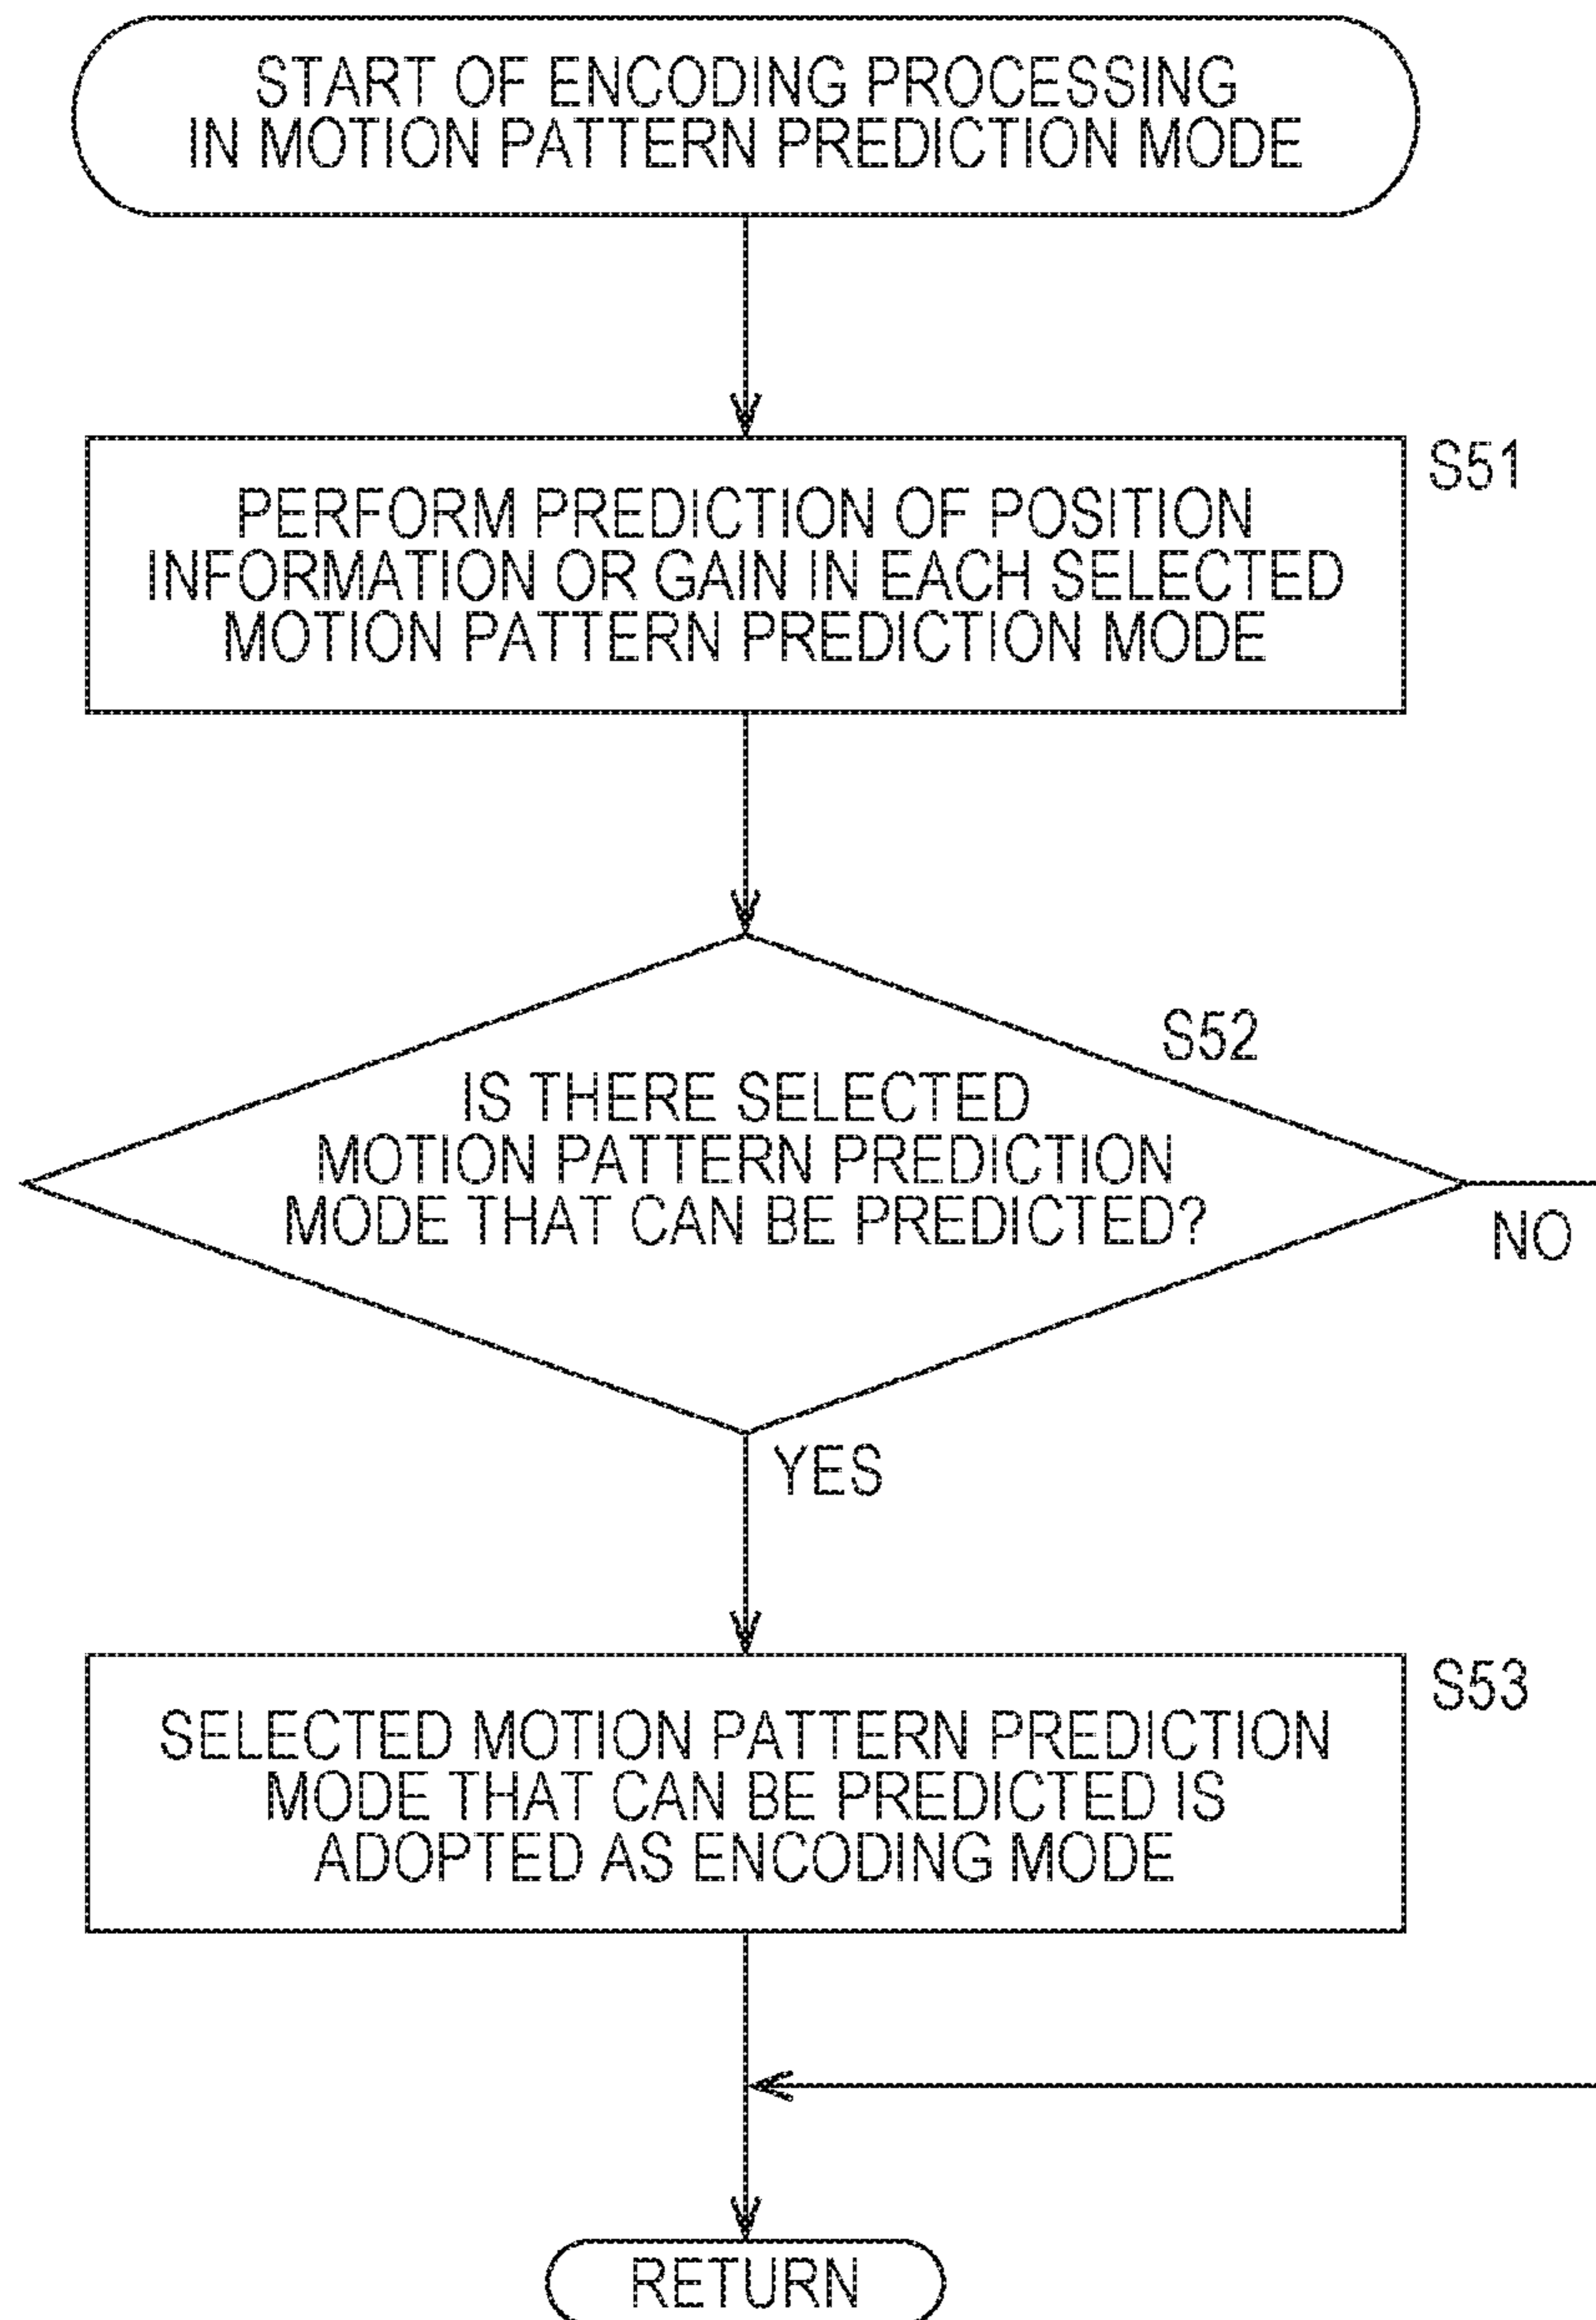 START OF ENCODING PROCESSING
IN MOTION PATTERN PREDICTION MODE
S51
PERFORM PREDICTION OF POSITION
INFORMATION OR GAIN IN EACH SELECTED
MOTION PATTERN PREDICTION MODE
S52
IS THERE SELECTED
MOTION PATTERN PREDICTION
MODE THAT CAN BE PREDICTED?
NO
YES
S53
SELECTED MOTION PATTERN PREDICTION
MODE THAT CAN BE PREDICTED IS
ADOPTED AS ENCODING MODE
RETURN